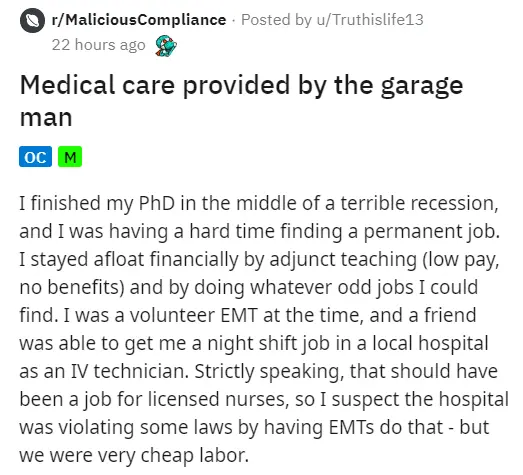 r/MaliciousCompliance · Posted by u/Truthislife13
22 hours ago
Medical care provided by the garage
man
OC M
I finished my PhD in the middle of a terrible recession,
and I was having a hard time finding a permanent job.
I stayed afloat financially by adjunct teaching (low pay,
no benefits) and by doing whatever odd jobs I could
find. I was a volunteer EMT at the time, and a friend
was able to get me a night shift job in a local hospital
as an IV technician. Strictly speaking, that should have
been a job for licensed nurses, so I suspect the hospital
was violating some laws by having EMTs do that - but
we were very cheap labor.